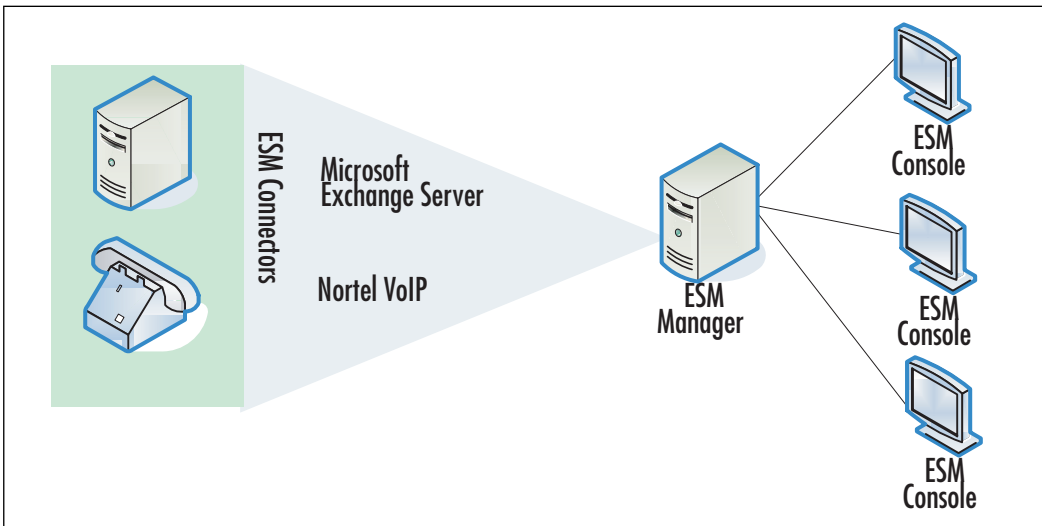 ESM Connectors
Microsoft
Exchange Server
Nortel VoIP
ESM
Manager
ESM
Console
ESM
Console
ESM
Console